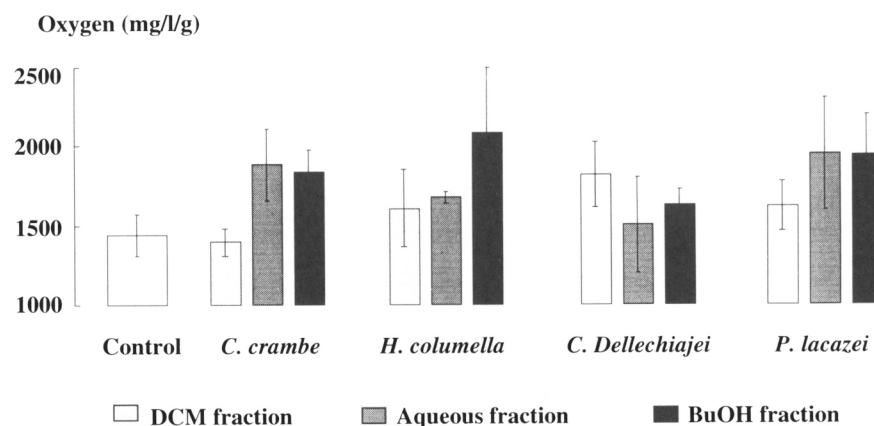 Oxygen (mg/l/g)
2500
2000
1500
1000
Control C. crambe H. columella C. Dellechiajei P. lacazei
DCM fraction Aqueous fraction BuOH fraction